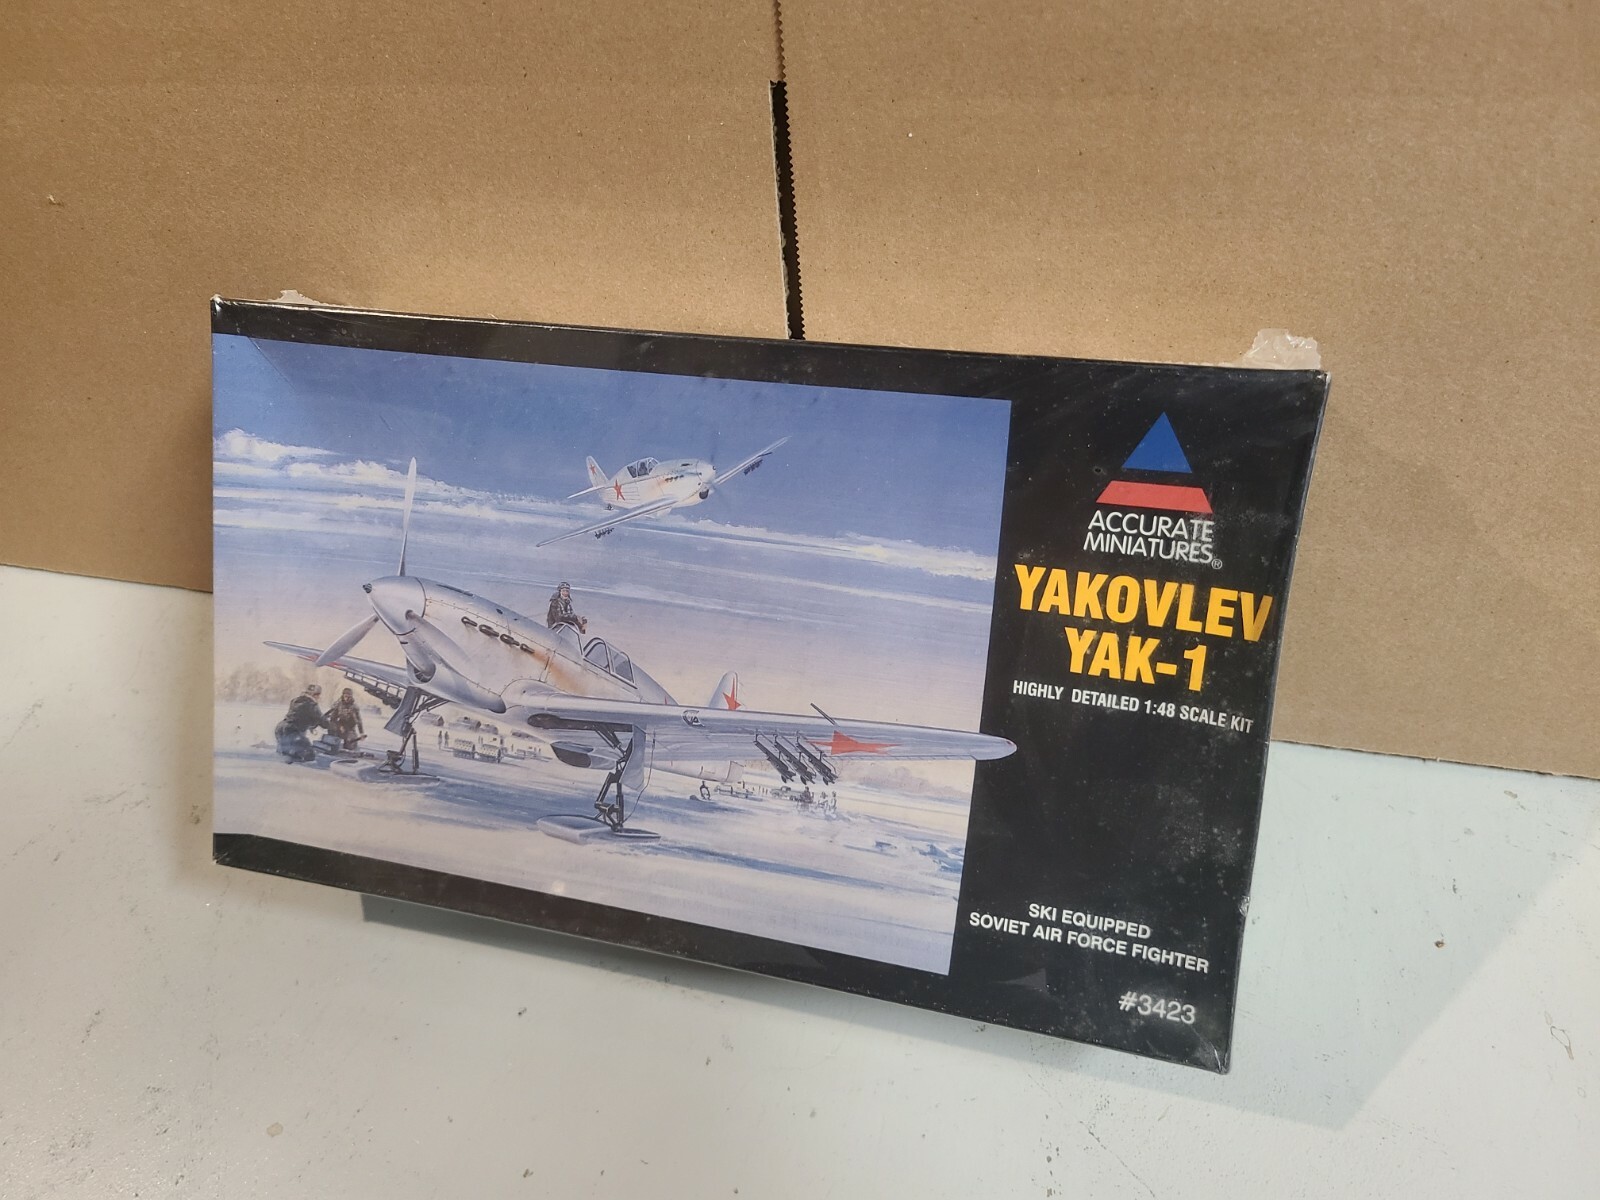 ACCURATE
MINIATURES®
YAKOVLEV
YAK-1
HIGHLY DETAILED 1:48 SCALE KIT
SKI EQUIPPED
SOVIET AIR FORCE FIGHTER
#3423